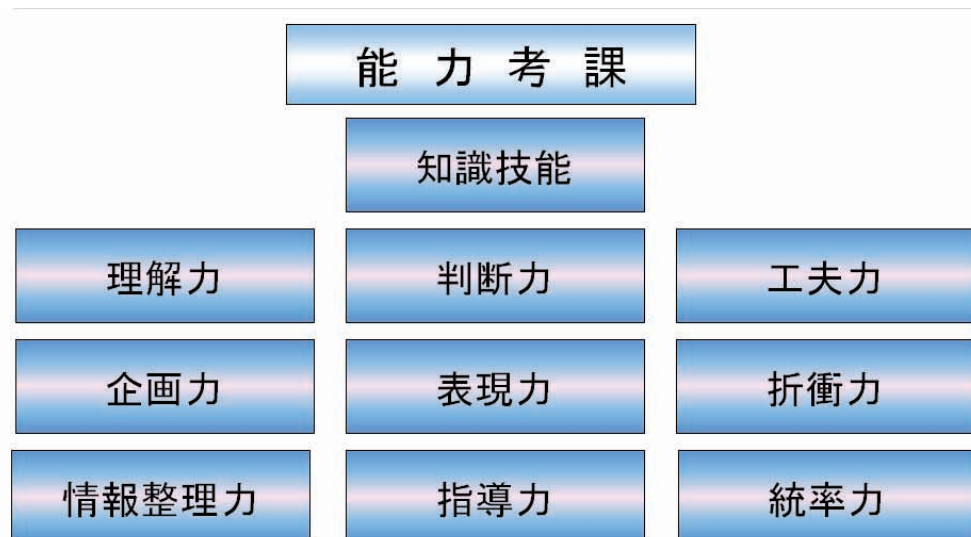 能力考課
知識技能
理解力 判断力 工夫力
企画力 表現力 折衝力
情報整理力 指導力 統率力